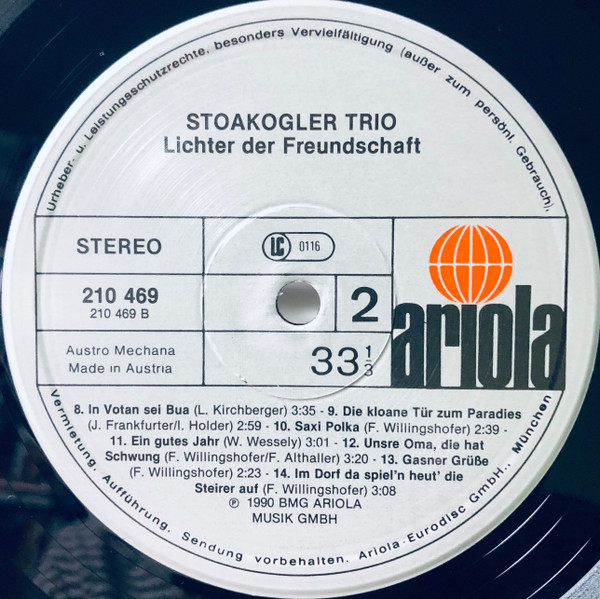 Urheber- u. Leistungsschutzrechte, besonders Vervielfältigung (außer zum persönl. Gebrauch),
STOAKOGLER TRIO
Lichter der Freundschaft
STEREO
LC 0116
210 469
210 469 B
2
ariola
Austro Mechana
Made in Austria
33 1/3
8. In Votan sei Bua (L. Kirchberger) 3:35 - 9. Die kloane Tür zum Paradies
(J. Frankfurter/I. Holder) 2:59 - 10. Saxi Polka (F. Willingshofer) 2:39 -
11. Ein gutes Jahr (W. Wessely) 3:01 - 12. Unsre Oma, die hat
Schwung (F. Willingshofer/F. Althaller) 3:20 - 13. Gasner Grüße
(F. Willingshofer) 2:23 - 14. Im Dorf da spiel'n heut' die
Steirer auf (F. Willingshofer) 3:08
℗ 1990 BMG ARIOLA
MUSIK GMBH
Vermietung, Aufführung, Sendung vorbehalten. Ariola-Eurodisc GmbH., München